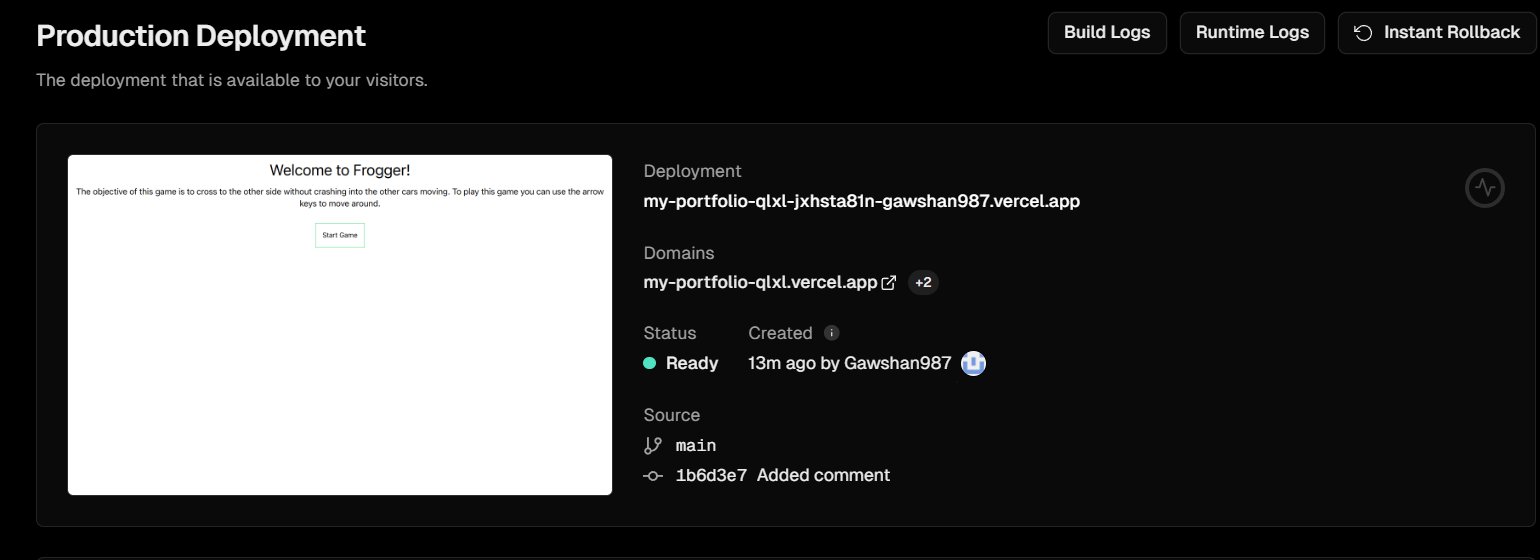 Production Deployment
Build Logs
Runtime Logs
Instant Rollback
The deployment that is available to your visitors.
Welcome to Frogger!
The objective of this game is to cross to the other side without crashing into the other cars moving. To play this game you can use the arrow
keys to move around.
Start Game
Deployment
my-portfolio-qlxl-jxhsta81n-gawshan987.vercel.app
Domains
my-portfolio-qlxl.vercel.app +2
Status Created
Ready 13m ago by Gawshan987
Source
main
1b6d3e7 Added comment